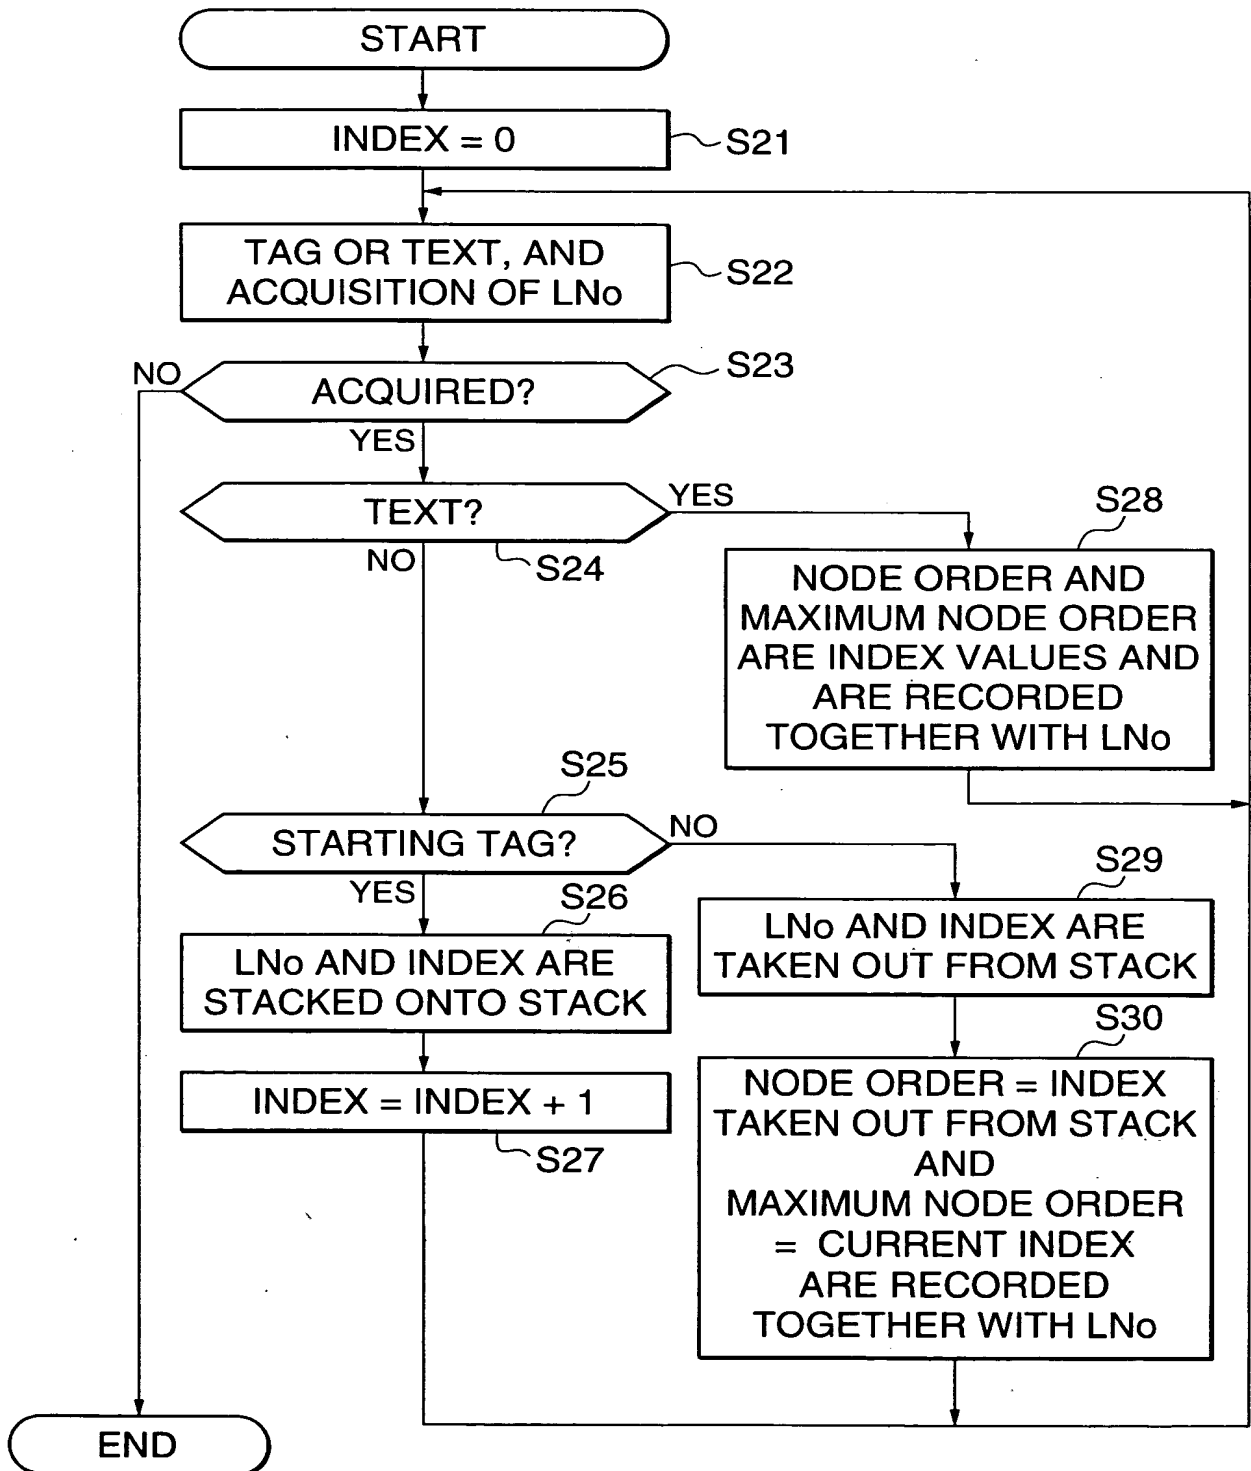 START
INDEX = 0
S21
TAG OR TEXT, AND
ACQUISITION OF LNo
S22
ACQUIRED?
S23
NO
YES
TEXT?
S24
YES
NO
S28
NODE ORDER AND
MAXIMUM NODE ORDER
ARE INDEX VALUES AND
ARE RECORDED
TOGETHER WITH LNo
S25
STARTING TAG?
NO
YES
S26
LNo AND INDEX ARE
STACKED ONTO STACK
INDEX = INDEX + 1
S27
S29
LNo AND INDEX ARE
TAKEN OUT FROM STACK
S30
NODE ORDER = INDEX
TAKEN OUT FROM STACK
AND
MAXIMUM NODE ORDER
= CURRENT INDEX
ARE RECORDED
TOGETHER WITH LNo
END